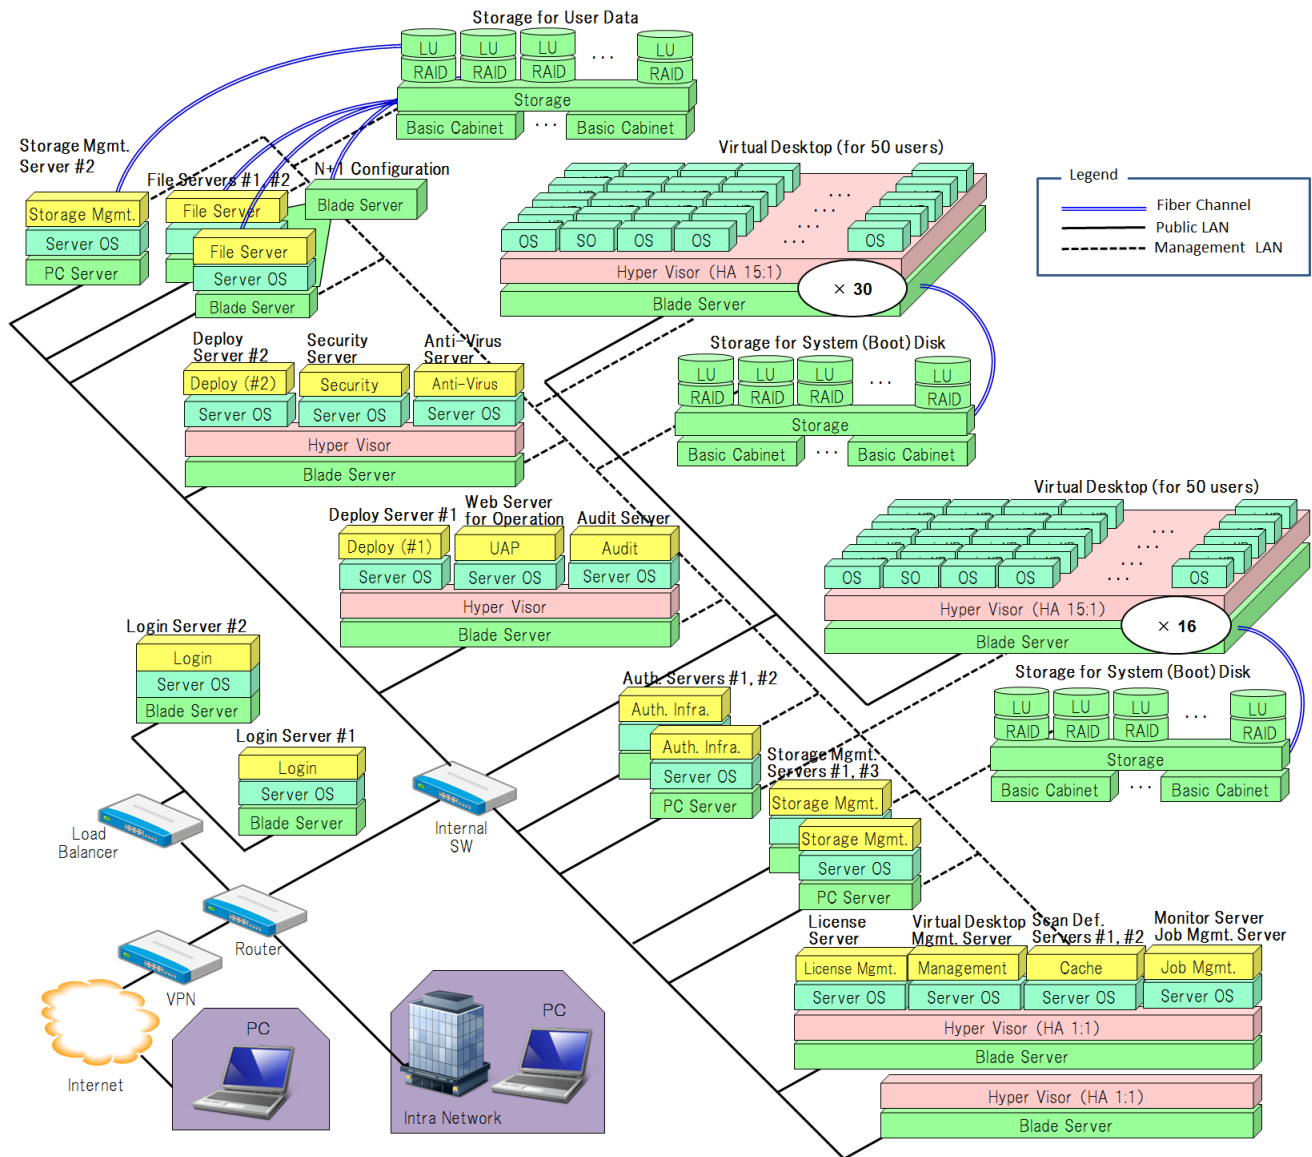 Storage for User Data
LU LU LU LU
RAID RAID RAID ... RAID
Storage
Basic Cabinet ... Basic Cabinet
Storage Mgmt.
Server #2
Storage Mgmt.
Server OS
PC Server
File Servers #1, #2
File Server
File Server
Server OS
Blade Server
N+1 Configuration
Blade Server
Virtual Desktop (for 50 users)
...
...
...
OS SO OS OS ... OS
Hyper Visor (HA 15:1)
Blade Server
× 30
Legend
Fiber Channel
Public LAN
Management LAN
Storage for System (Boot) Disk
LU LU LU ... LU
RAID RAID RAID RAID
Storage
Basic Cabinet ... Basic Cabinet
Deploy
Server #2
Security
Server
Anti-Virus
Server
Deploy (#2) Security Anti-Virus
Server OS Server OS Server OS
Hyper Visor
Blade Server
Deploy Server #1
Web Server
for Operation
Audit Server
Deploy (#1) UAP Audit
Server OS Server OS Server OS
Hyper Visor
Blade Server
Virtual Desktop (for 50 users)
...
...
...
OS SO OS OS ... OS
Hyper Visor (HA 15:1)
Blade Server
× 16
Storage for System (Boot) Disk
LU LU LU ... LU
RAID RAID RAID RAID
Storage
Basic Cabinet ... Basic Cabinet
Login Server #2
Login
Server OS
Blade Server
Login Server #1
Login
Server OS
Blade Server
Auth. Servers #1, #2
Auth. Infra.
Auth. Infra.
Server OS
PC Server
Storage Mgmt.
Servers #1, #3
Storage Mgmt.
Storage Mgmt.
Server OS
PC Server
Load
Balancer
Internal
SW
Router
VPN
Internet
PC
PC
Intra Network
License
Server
Virtual Desktop
Mgmt. Server
Scan Def.
Servers #1, #2
Monitor Server
Job Mgmt. Server
License Mgmt. Management Cache Job Mgmt.
Server OS Server OS Server OS Server OS
Hyper Visor (HA 1:1)
Blade Server
Hyper Visor (HA 1:1)
Blade Server